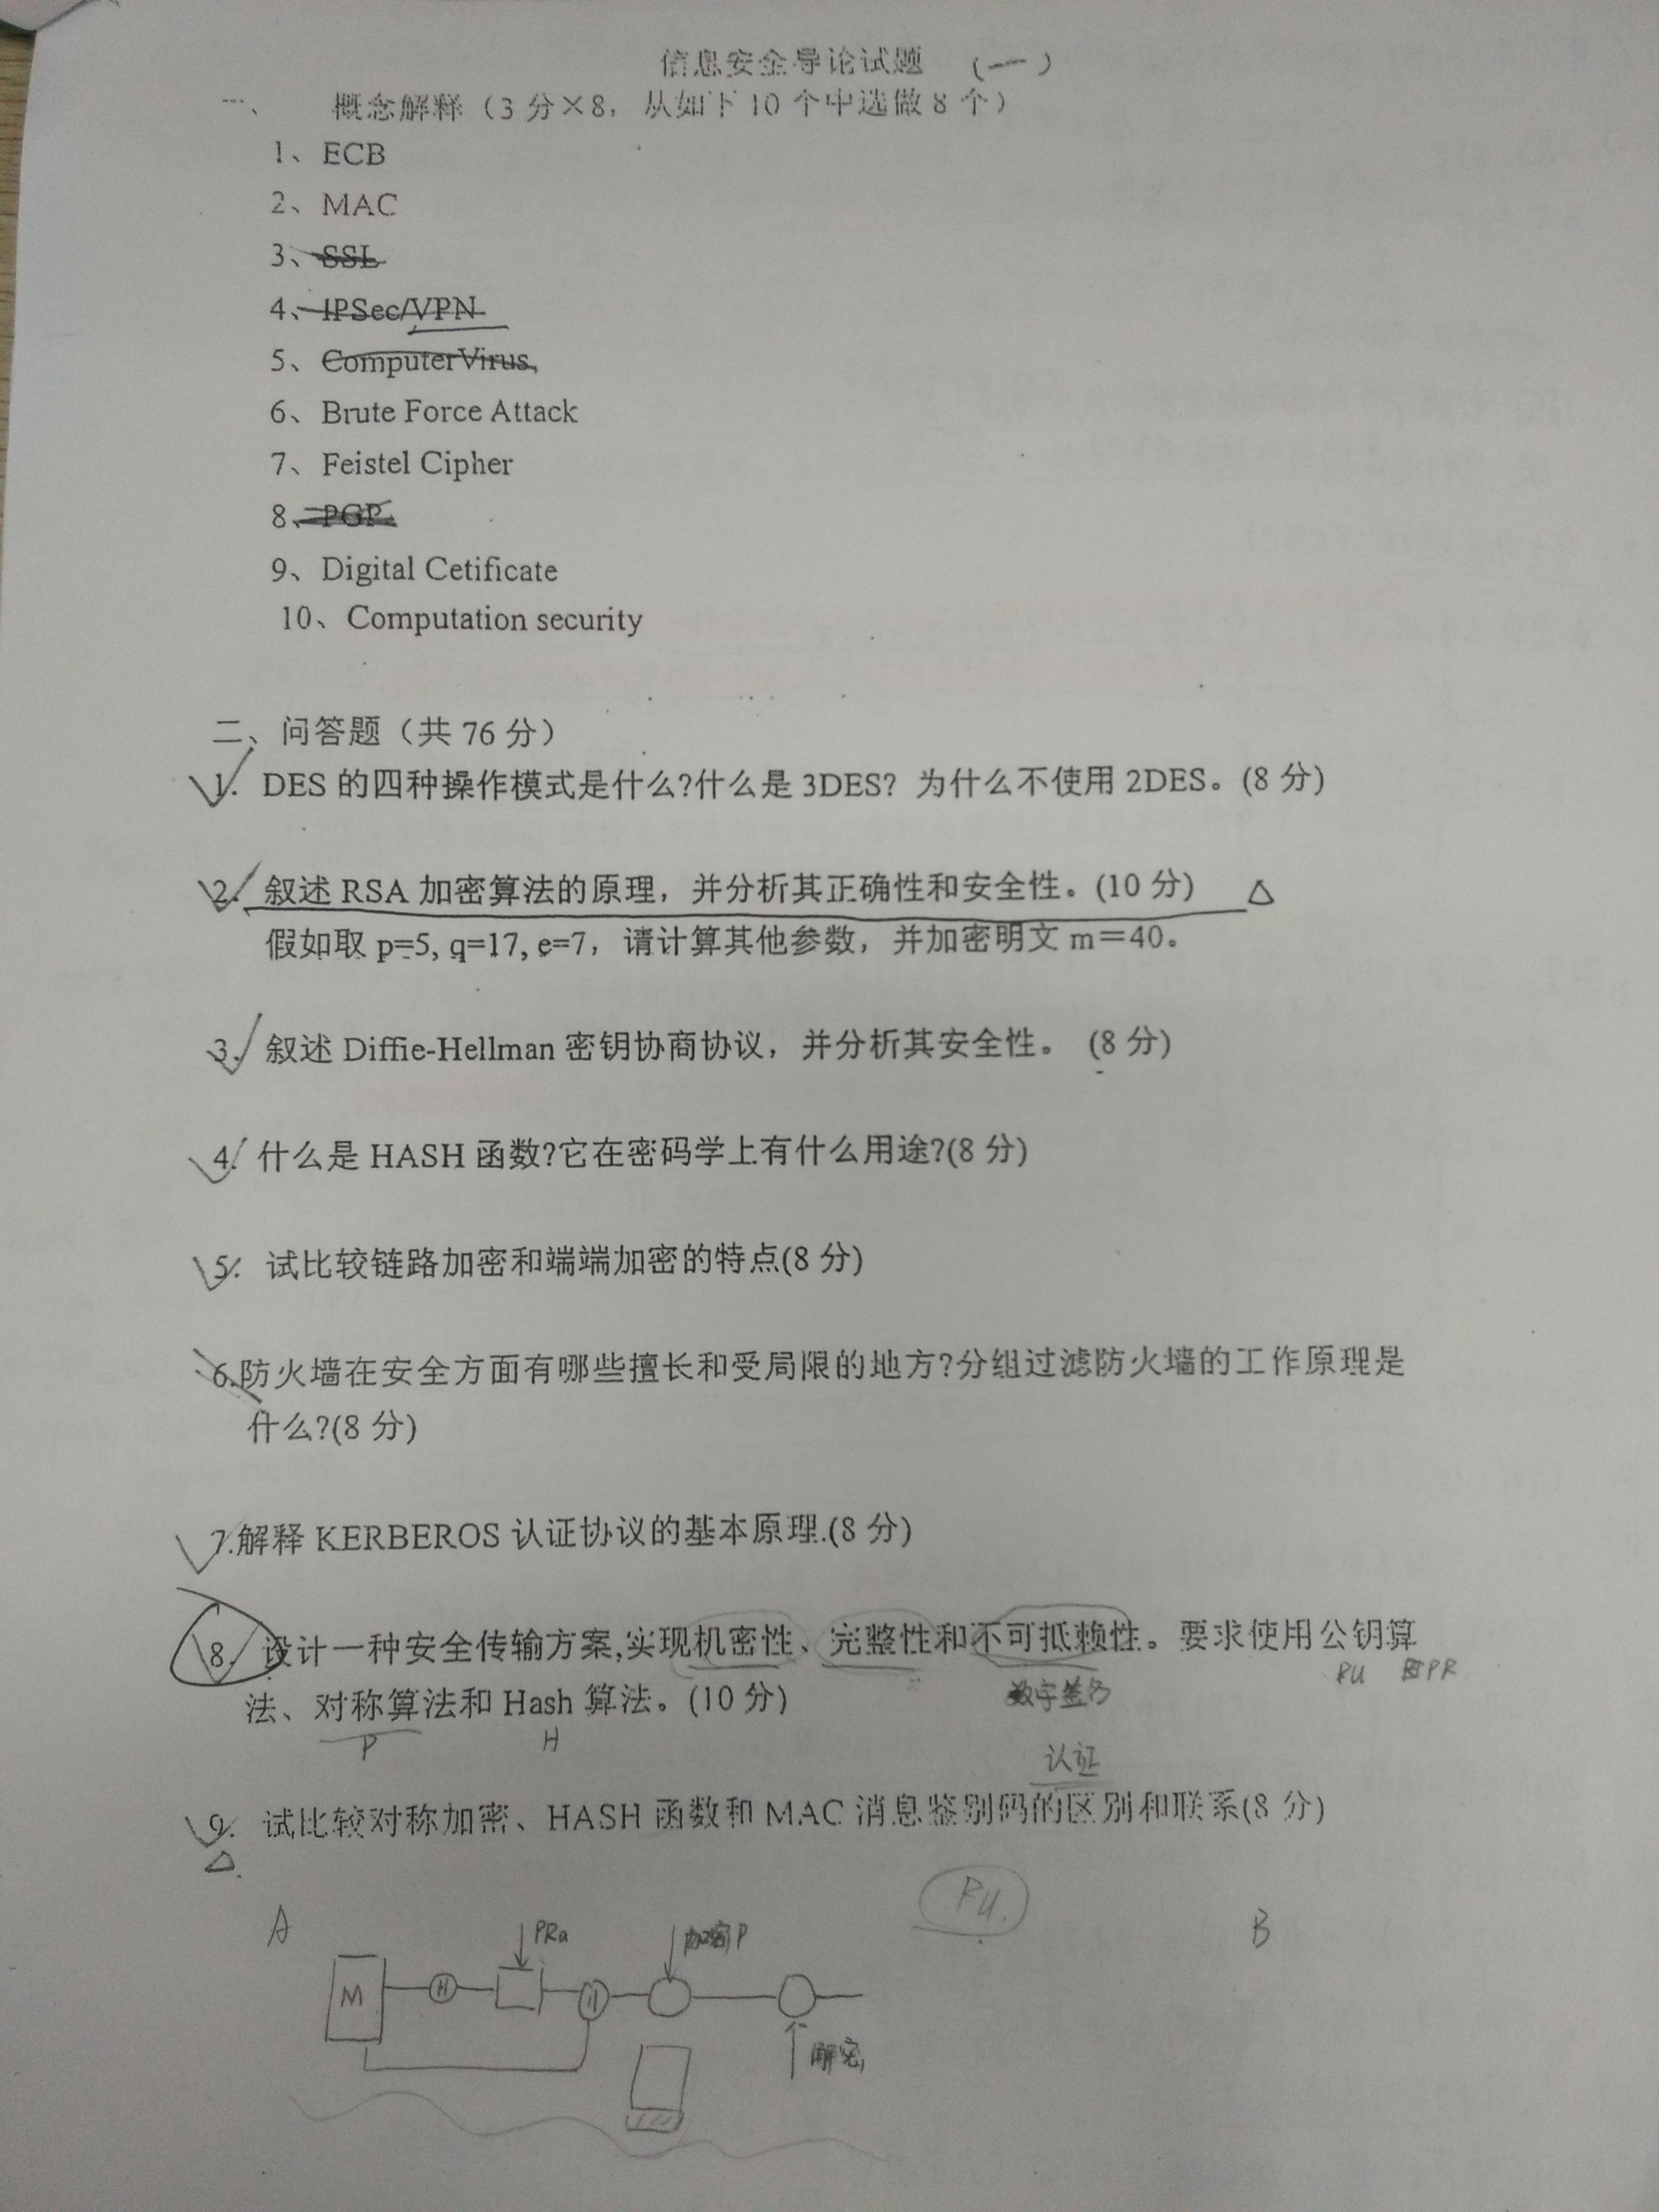 信息安全导论试题 (一)
一、 概念解释（3 分×8，从如下 10 个中选做 8 个）
1、ECB
2、MAC
3、SSL
4、IPSec/VPN
5、ComputerVirus,
6、Brute Force Attack
7、Feistel Cipher
8、PGP
9、Digital Cetificate
10、Computation security
二、问答题（共 76 分）
1. DES 的四种操作模式是什么?什么是 3DES? 为什么不使用 2DES。(8 分)
2. 叙述 RSA 加密算法的原理，并分析其正确性和安全性。(10 分) △
假如取 p=5, q=17, e=7，请计算其他参数，并加密明文 m＝40。
3. 叙述 Diffie-Hellman 密钥协商协议，并分析其安全性。 (8 分)
4. 什么是 HASH 函数?它在密码学上有什么用途?(8 分)
5. 试比较链路加密和端端加密的特点(8 分)
6.防火墙在安全方面有哪些擅长和受局限的地方?分组过滤防火墙的工作原理是
什么?(8 分)
7.解释 KERBEROS 认证协议的基本原理.(8 分)
8. 设计一种安全传输方案,实现机密性、完整性和不可抵赖性。要求使用公钥算
PU PR
法、对称算法和 Hash 算法。(10 分) 数字签名
P H 认证
9. 试比较对称加密、HASH 函数和 MAC 消息鉴别码的区别和联系(8 分)
△
PU.
A PRa 加密P B
M H ||
解密